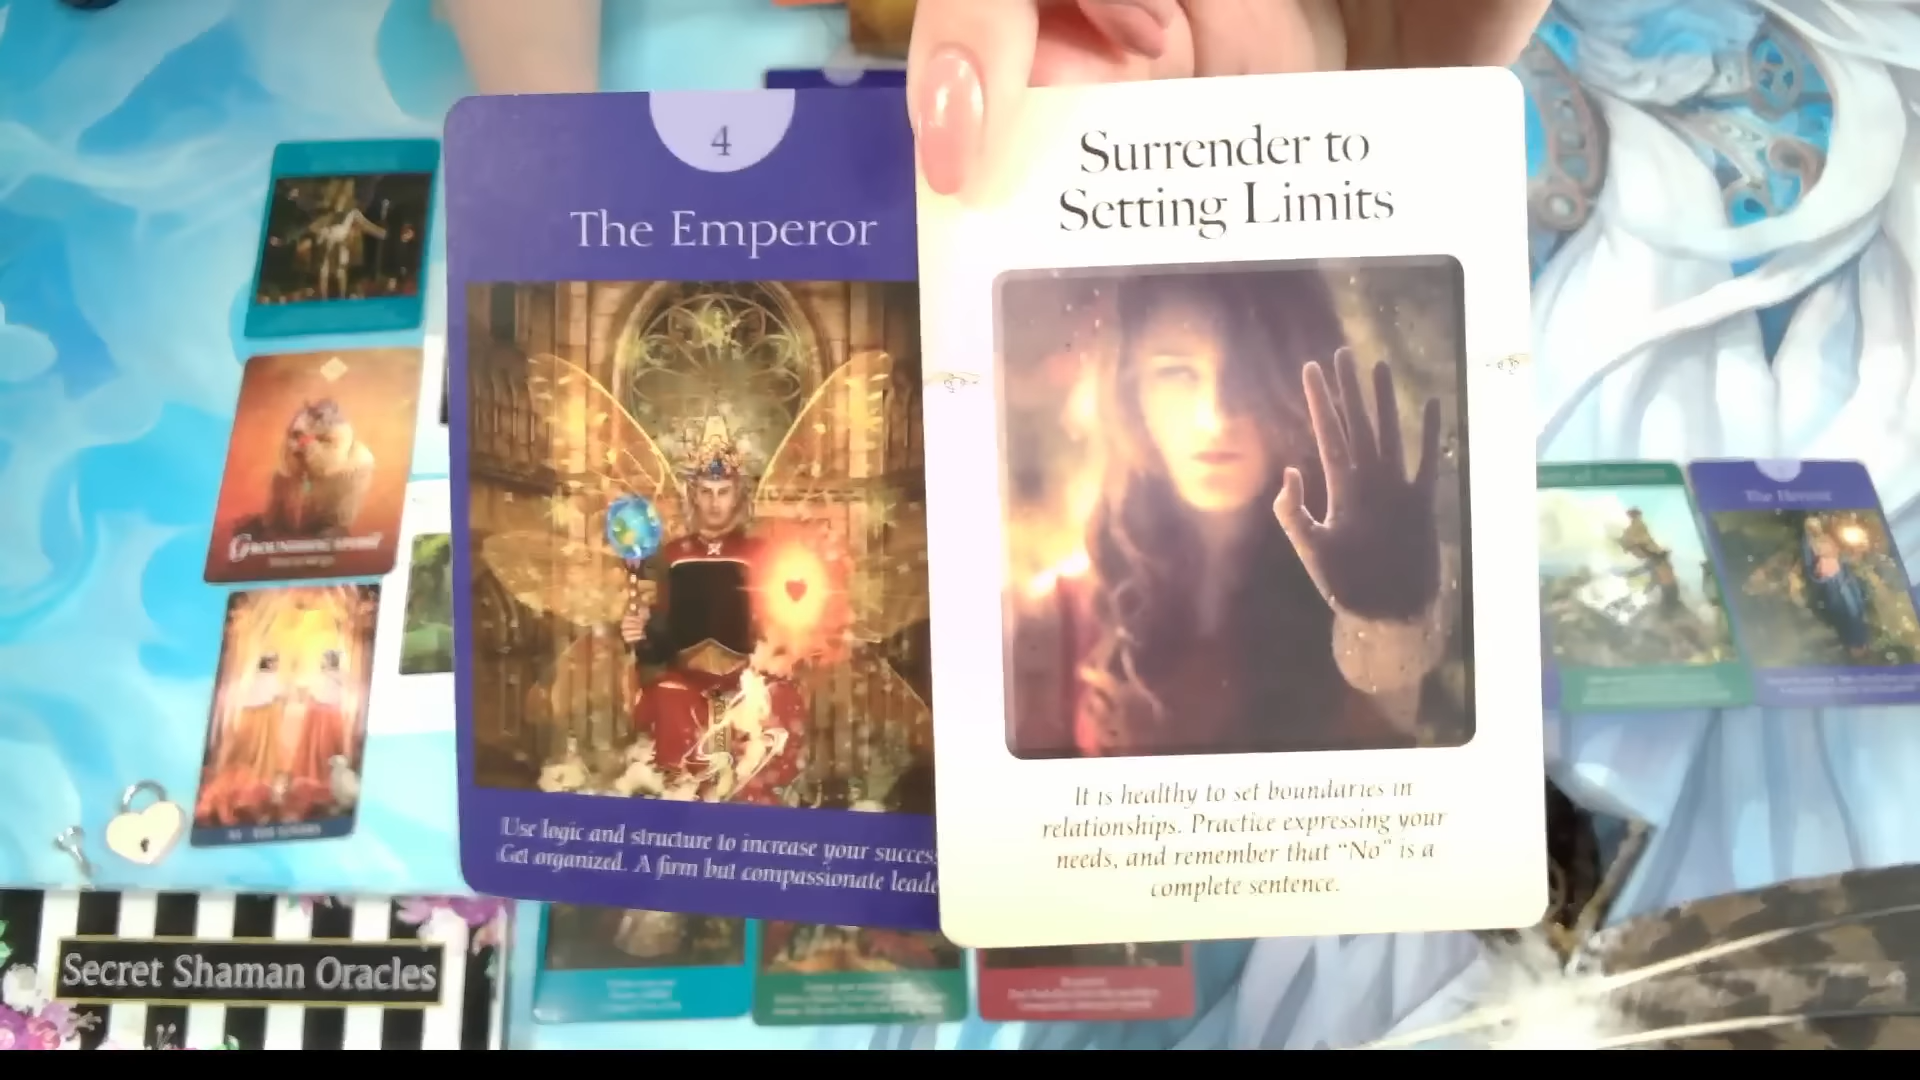 4
The Emperor
Use logic and structure to increase your success
Get organized. A firm but compassionate leade
Surrender to
Setting Limits
It is healthy to set boundaries in
relationships. Practice expressing your
needs, and remember that “No” is a
complete sentence.
The Hermit
Secret Shaman Oracles